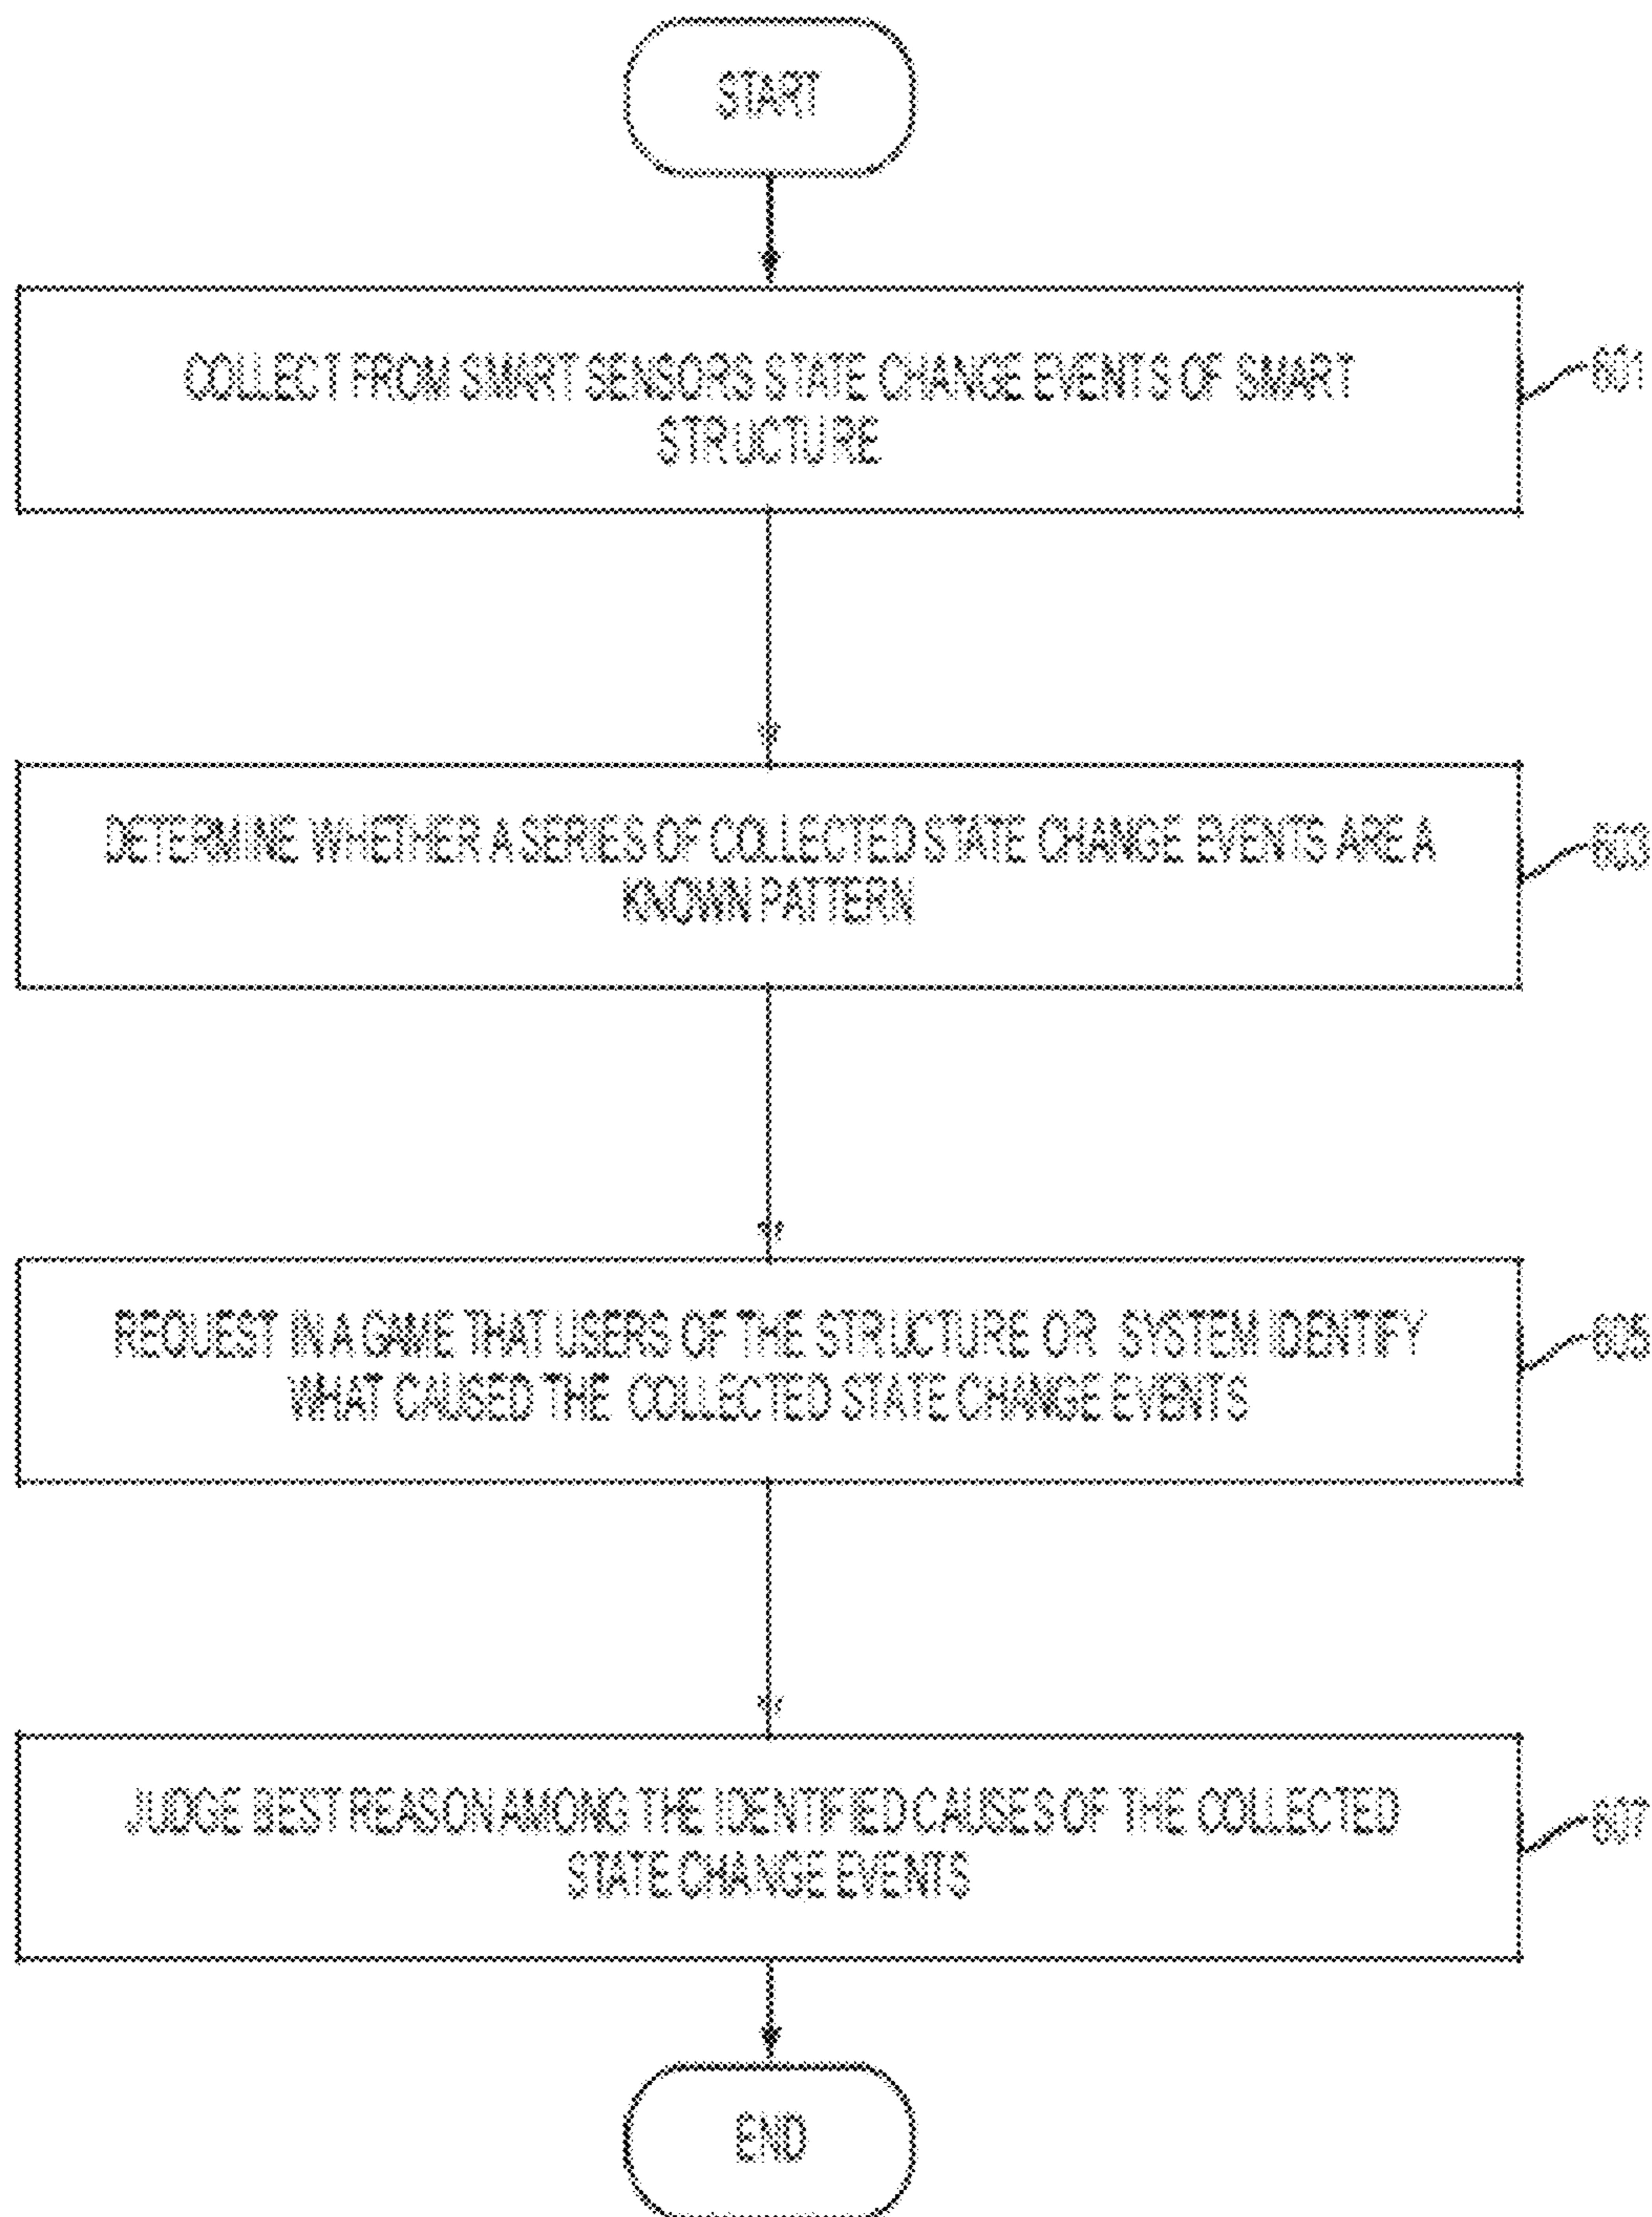 START
COLLECT FROM SMART SENSORS STATE CHANGE EVENTS OF SMART
STRUCTURE
601
DETERMINE WHETHER A SERIES OF COLLECTED STATE CHANGE EVENTS ARE A
KNOWN PATTERN
603
REQUEST IN A GAME THAT USERS OF THE STRUCTURE OR SYSTEM IDENTIFY
WHAT CAUSED THE COLLECTED STATE CHANGE EVENTS
605
JUDGE BEST REASON AMONG THE IDENTIFIED CAUSES OF THE COLLECTED
STATE CHANGE EVENTS
607
END